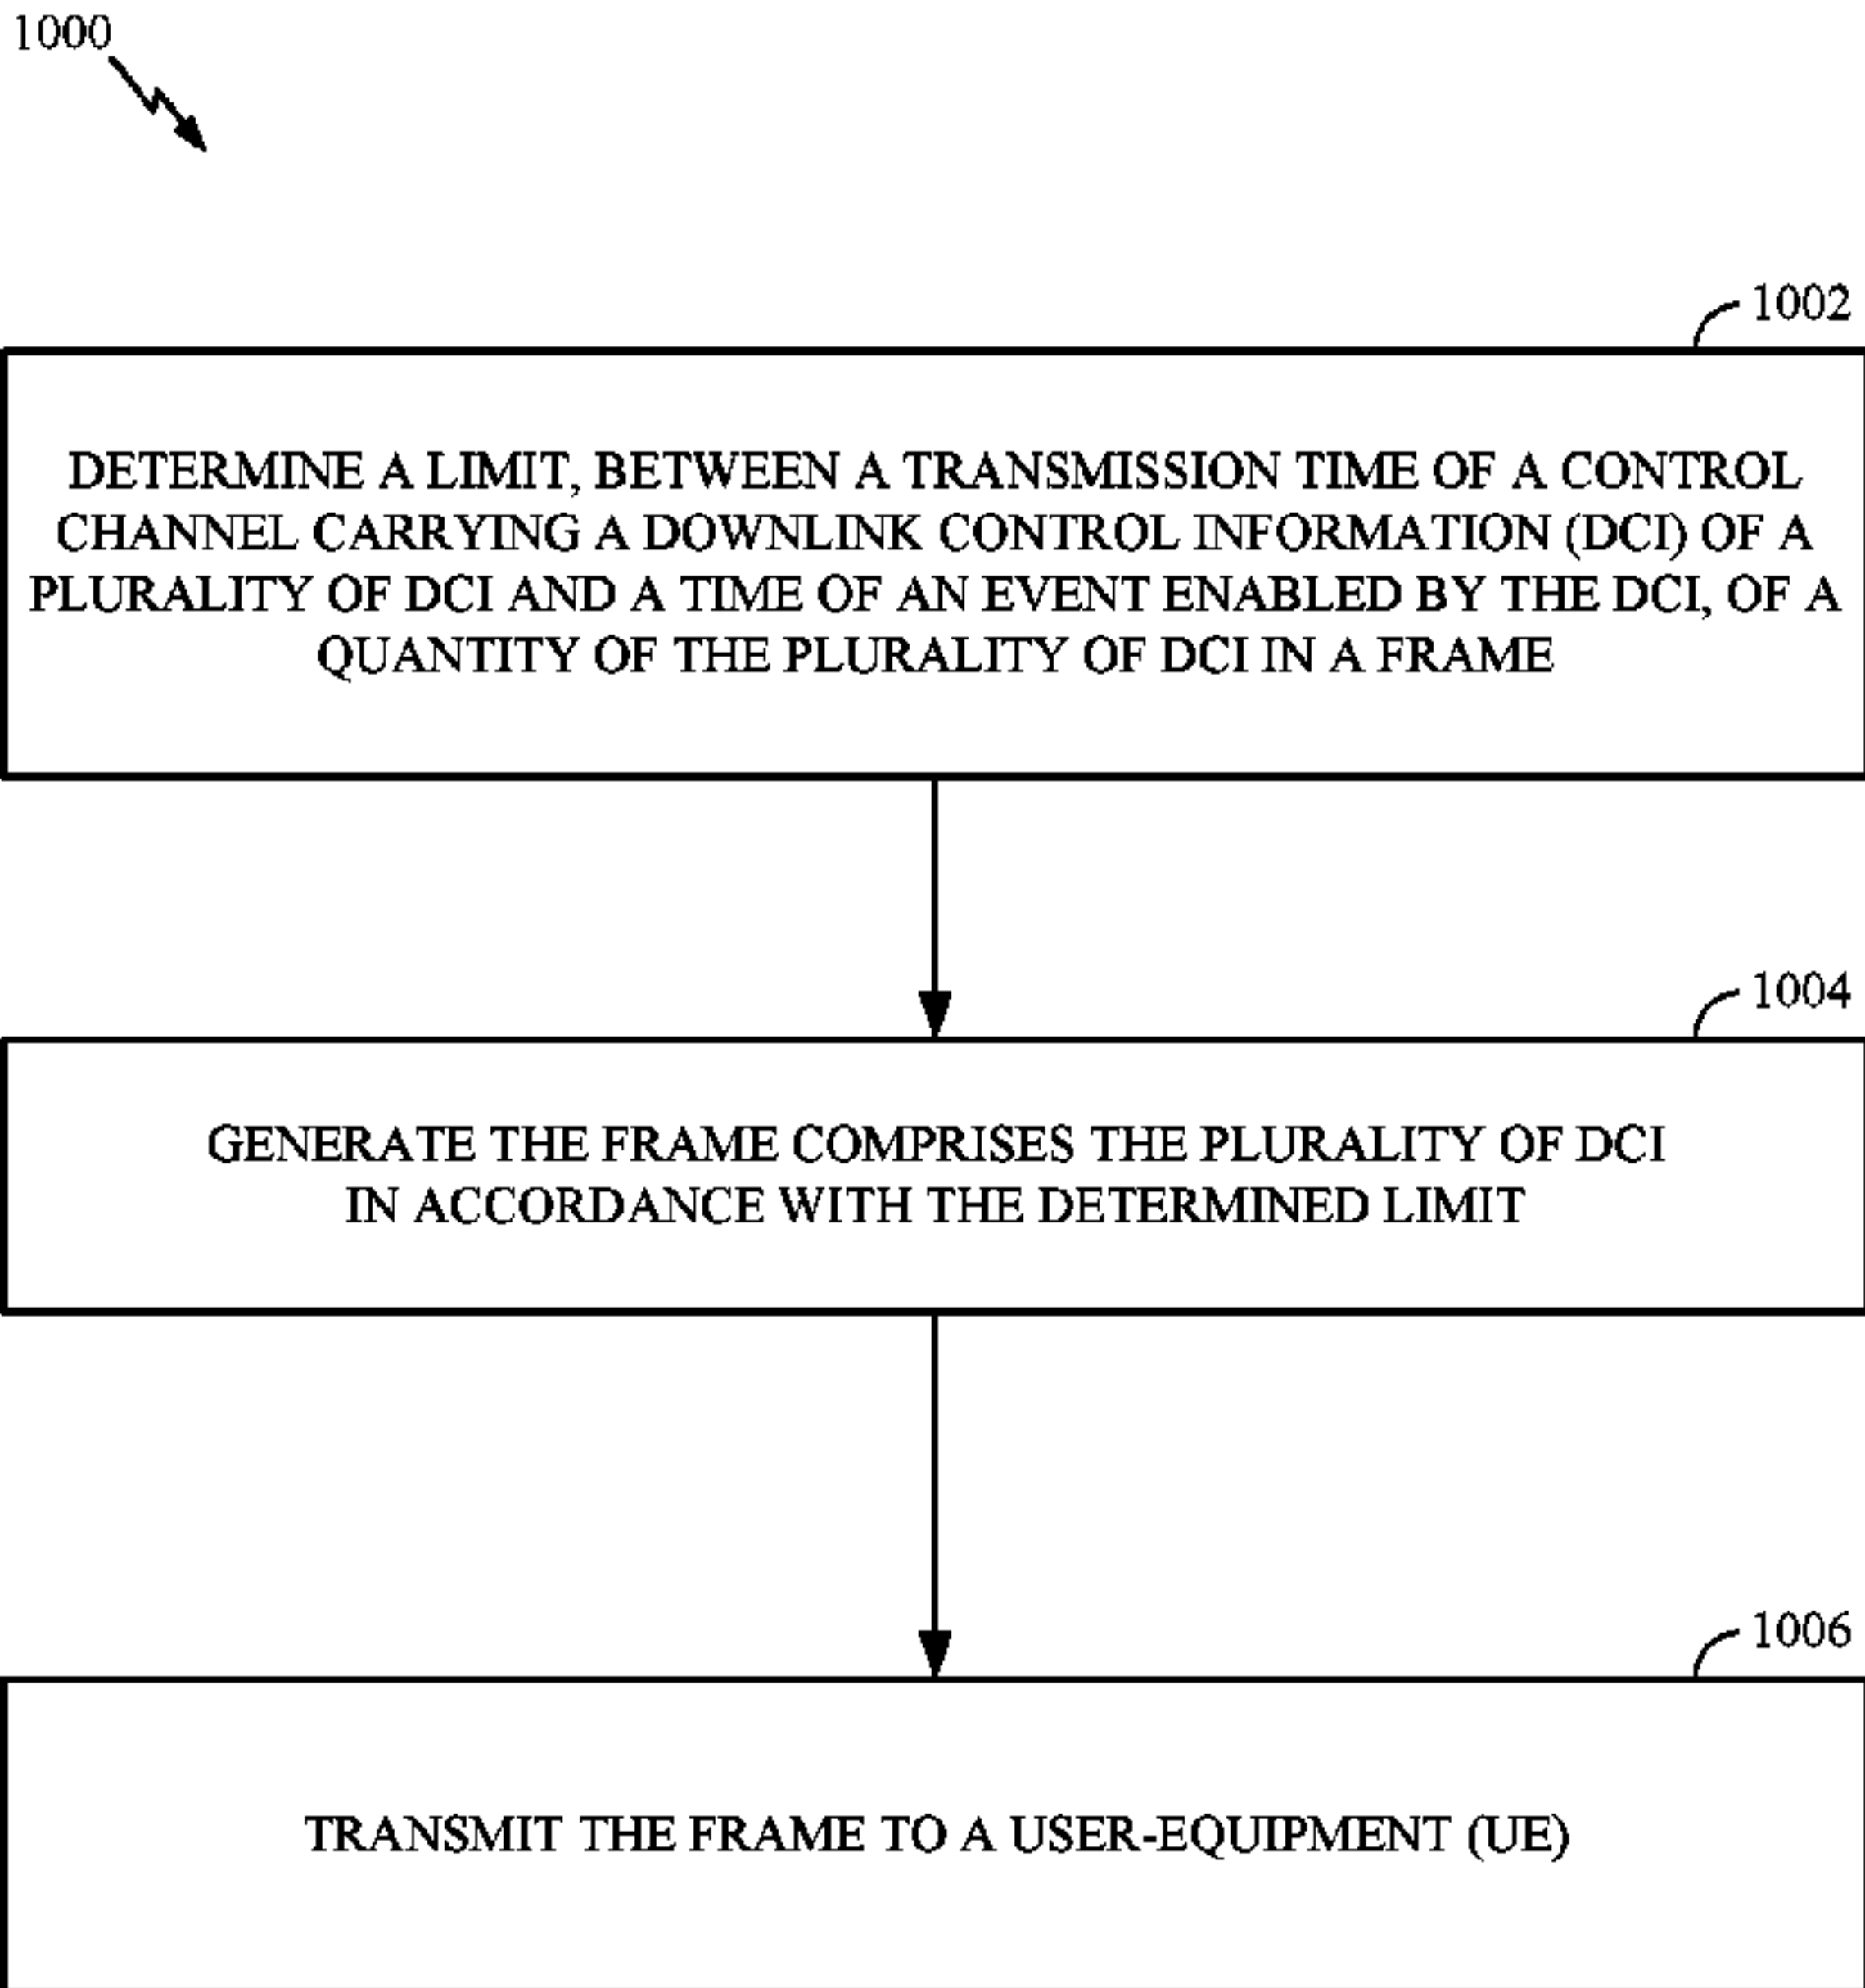 1000
1002
DETERMINE A LIMIT, BETWEEN A TRANSMISSION TIME OF A CONTROL
CHANNEL CARRYING A DOWNLINK CONTROL INFORMATION (DCI) OF A
PLURALITY OF DCI AND A TIME OF AN EVENT ENABLED BY THE DCI, OF A
QUANTITY OF THE PLURALITY OF DCI IN A FRAME
1004
GENERATE THE FRAME COMPRISES THE PLURALITY OF DCI
IN ACCORDANCE WITH THE DETERMINED LIMIT
1006
TRANSMIT THE FRAME TO A USER-EQUIPMENT (UE)